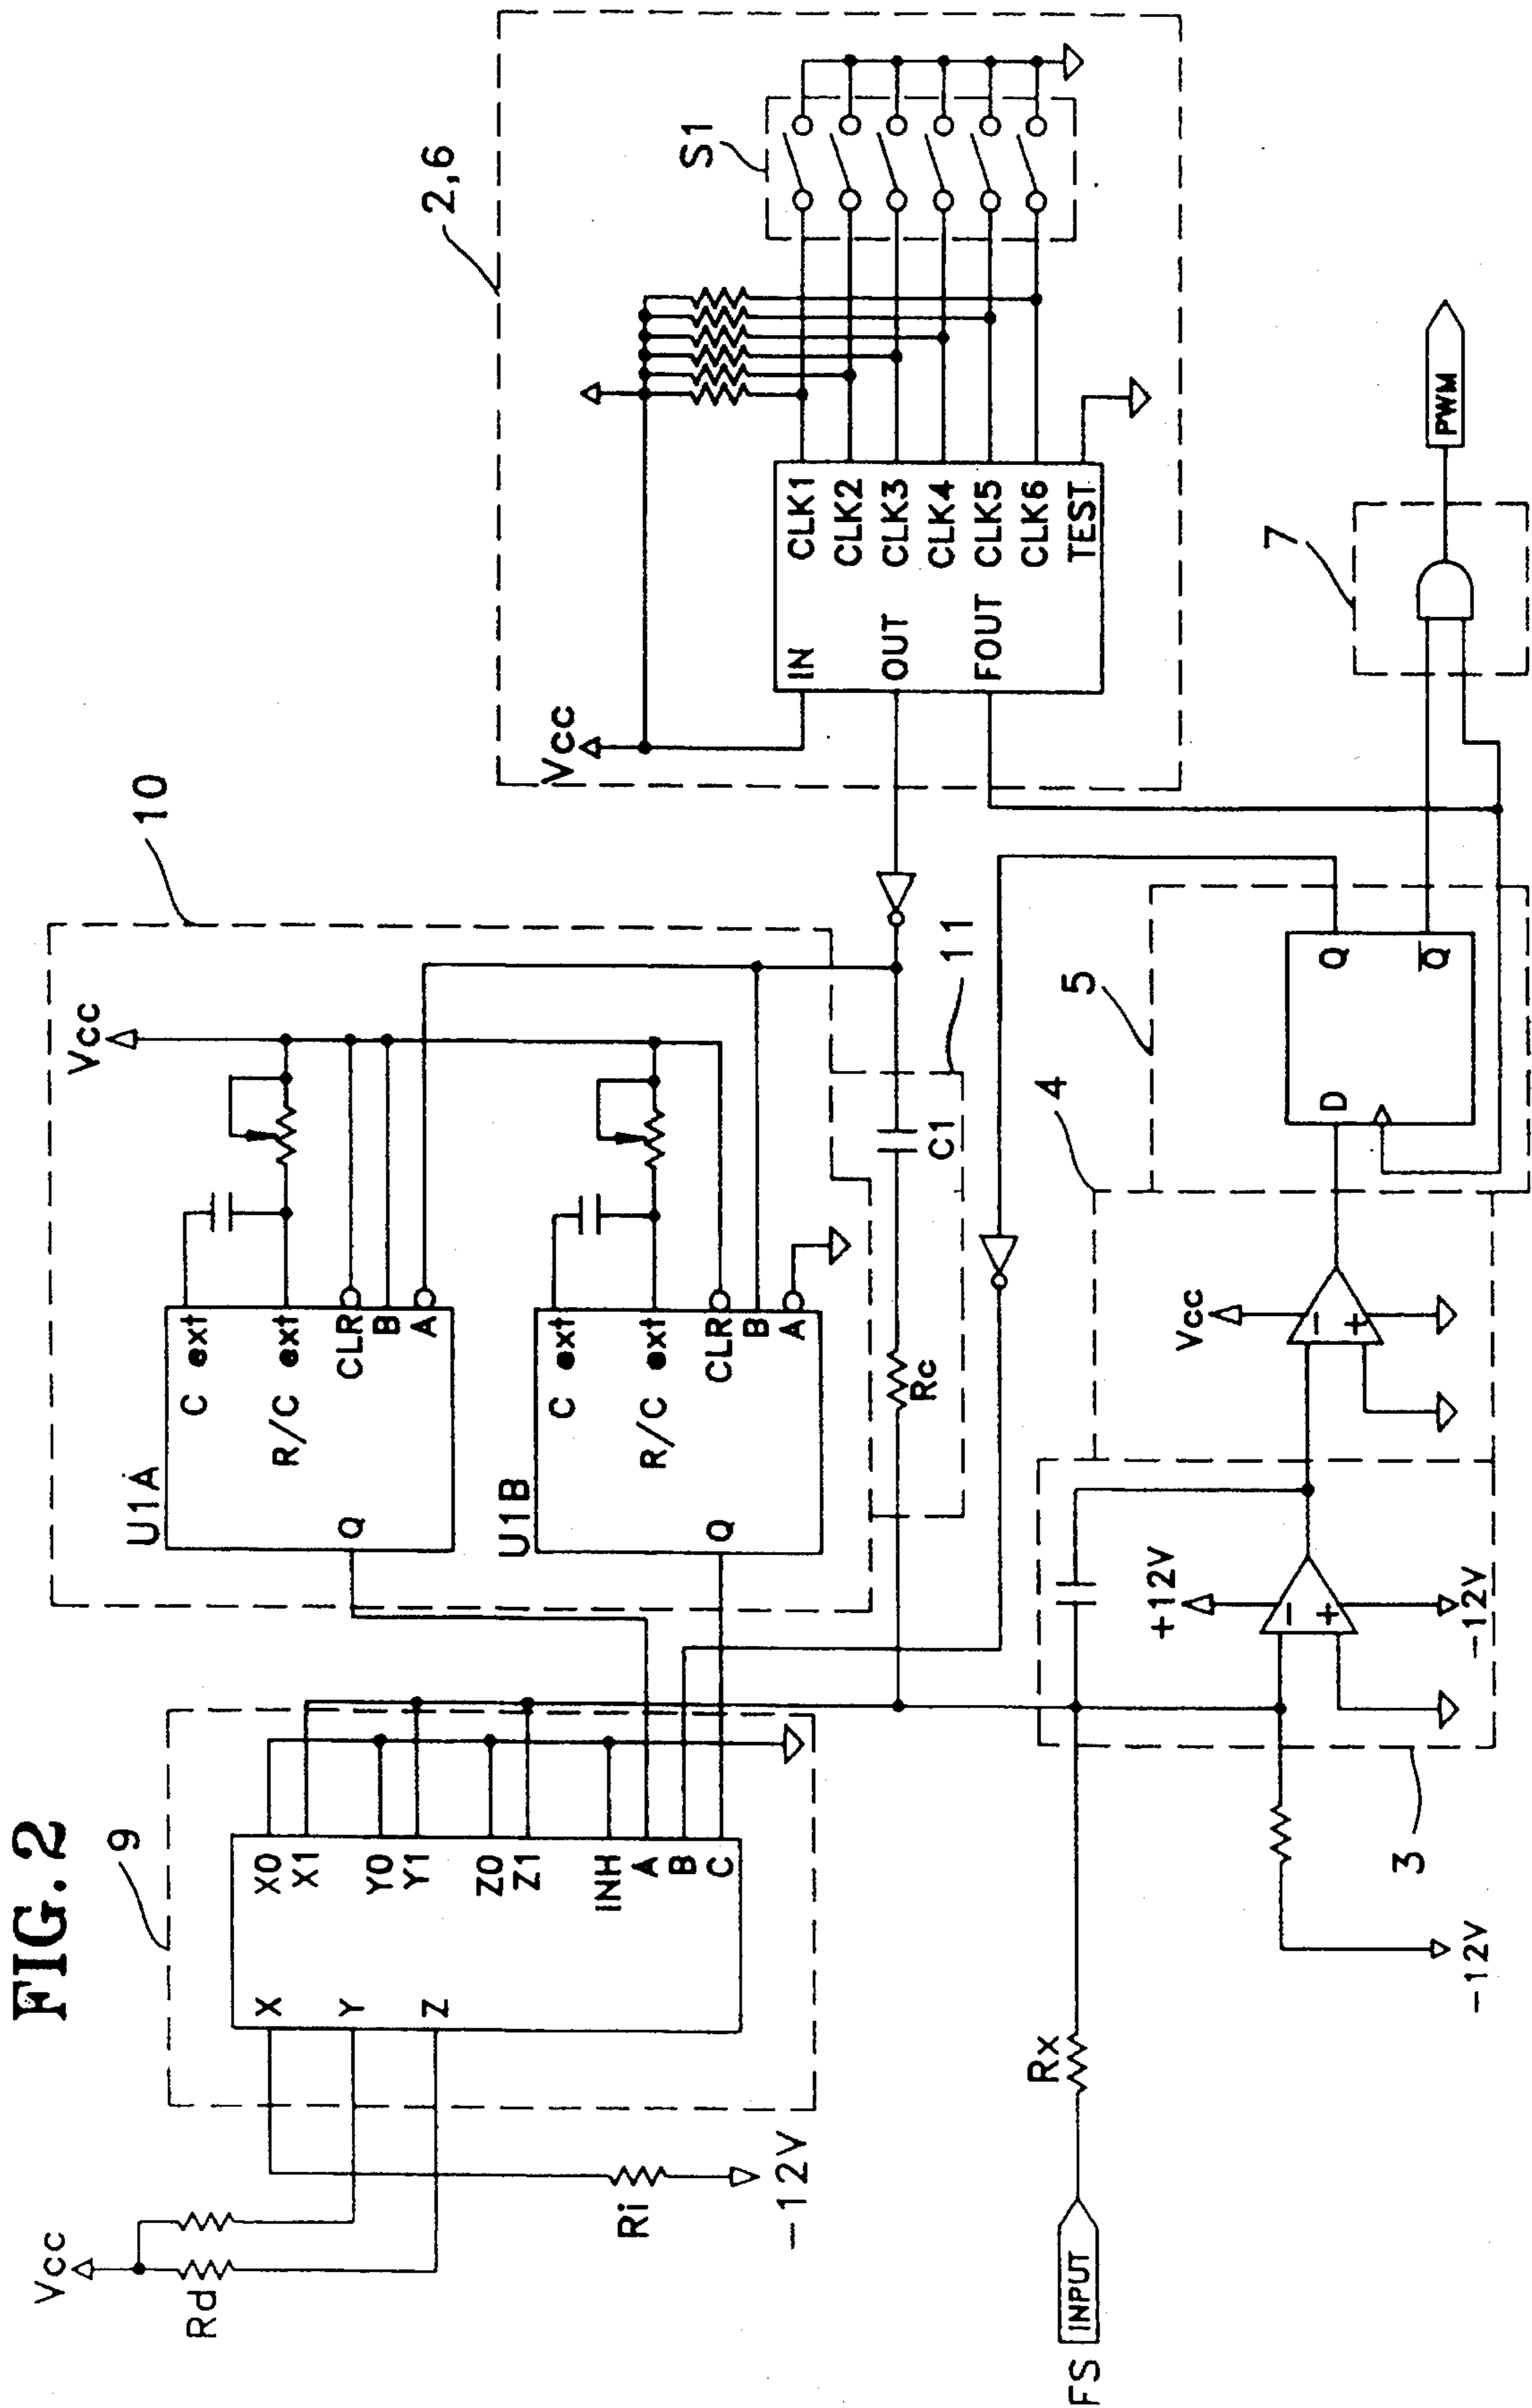 FIG.2
9
X
Y
Z
X0
X1
Y0
Y1
Z0
Z1
INH
A
B
C
Vcc
Rd
Ri
-12V
10
U1A
C ext
R/C ext
CLR
B
A
Q
Vcc
U1B
C ext
R/C ext
CLR
B
A
Q
11
Rc
C1
2,6
Vcc
IN
OUT
FOUT
CLK1
CLK2
CLK3
CLK4
CLK5
CLK6
TEST
S1
FS
INPUT
Rx
3
-12V
+12V
-
+
-12V
4
Vcc
-
+
5
D
Q
Q̅
7
PWM